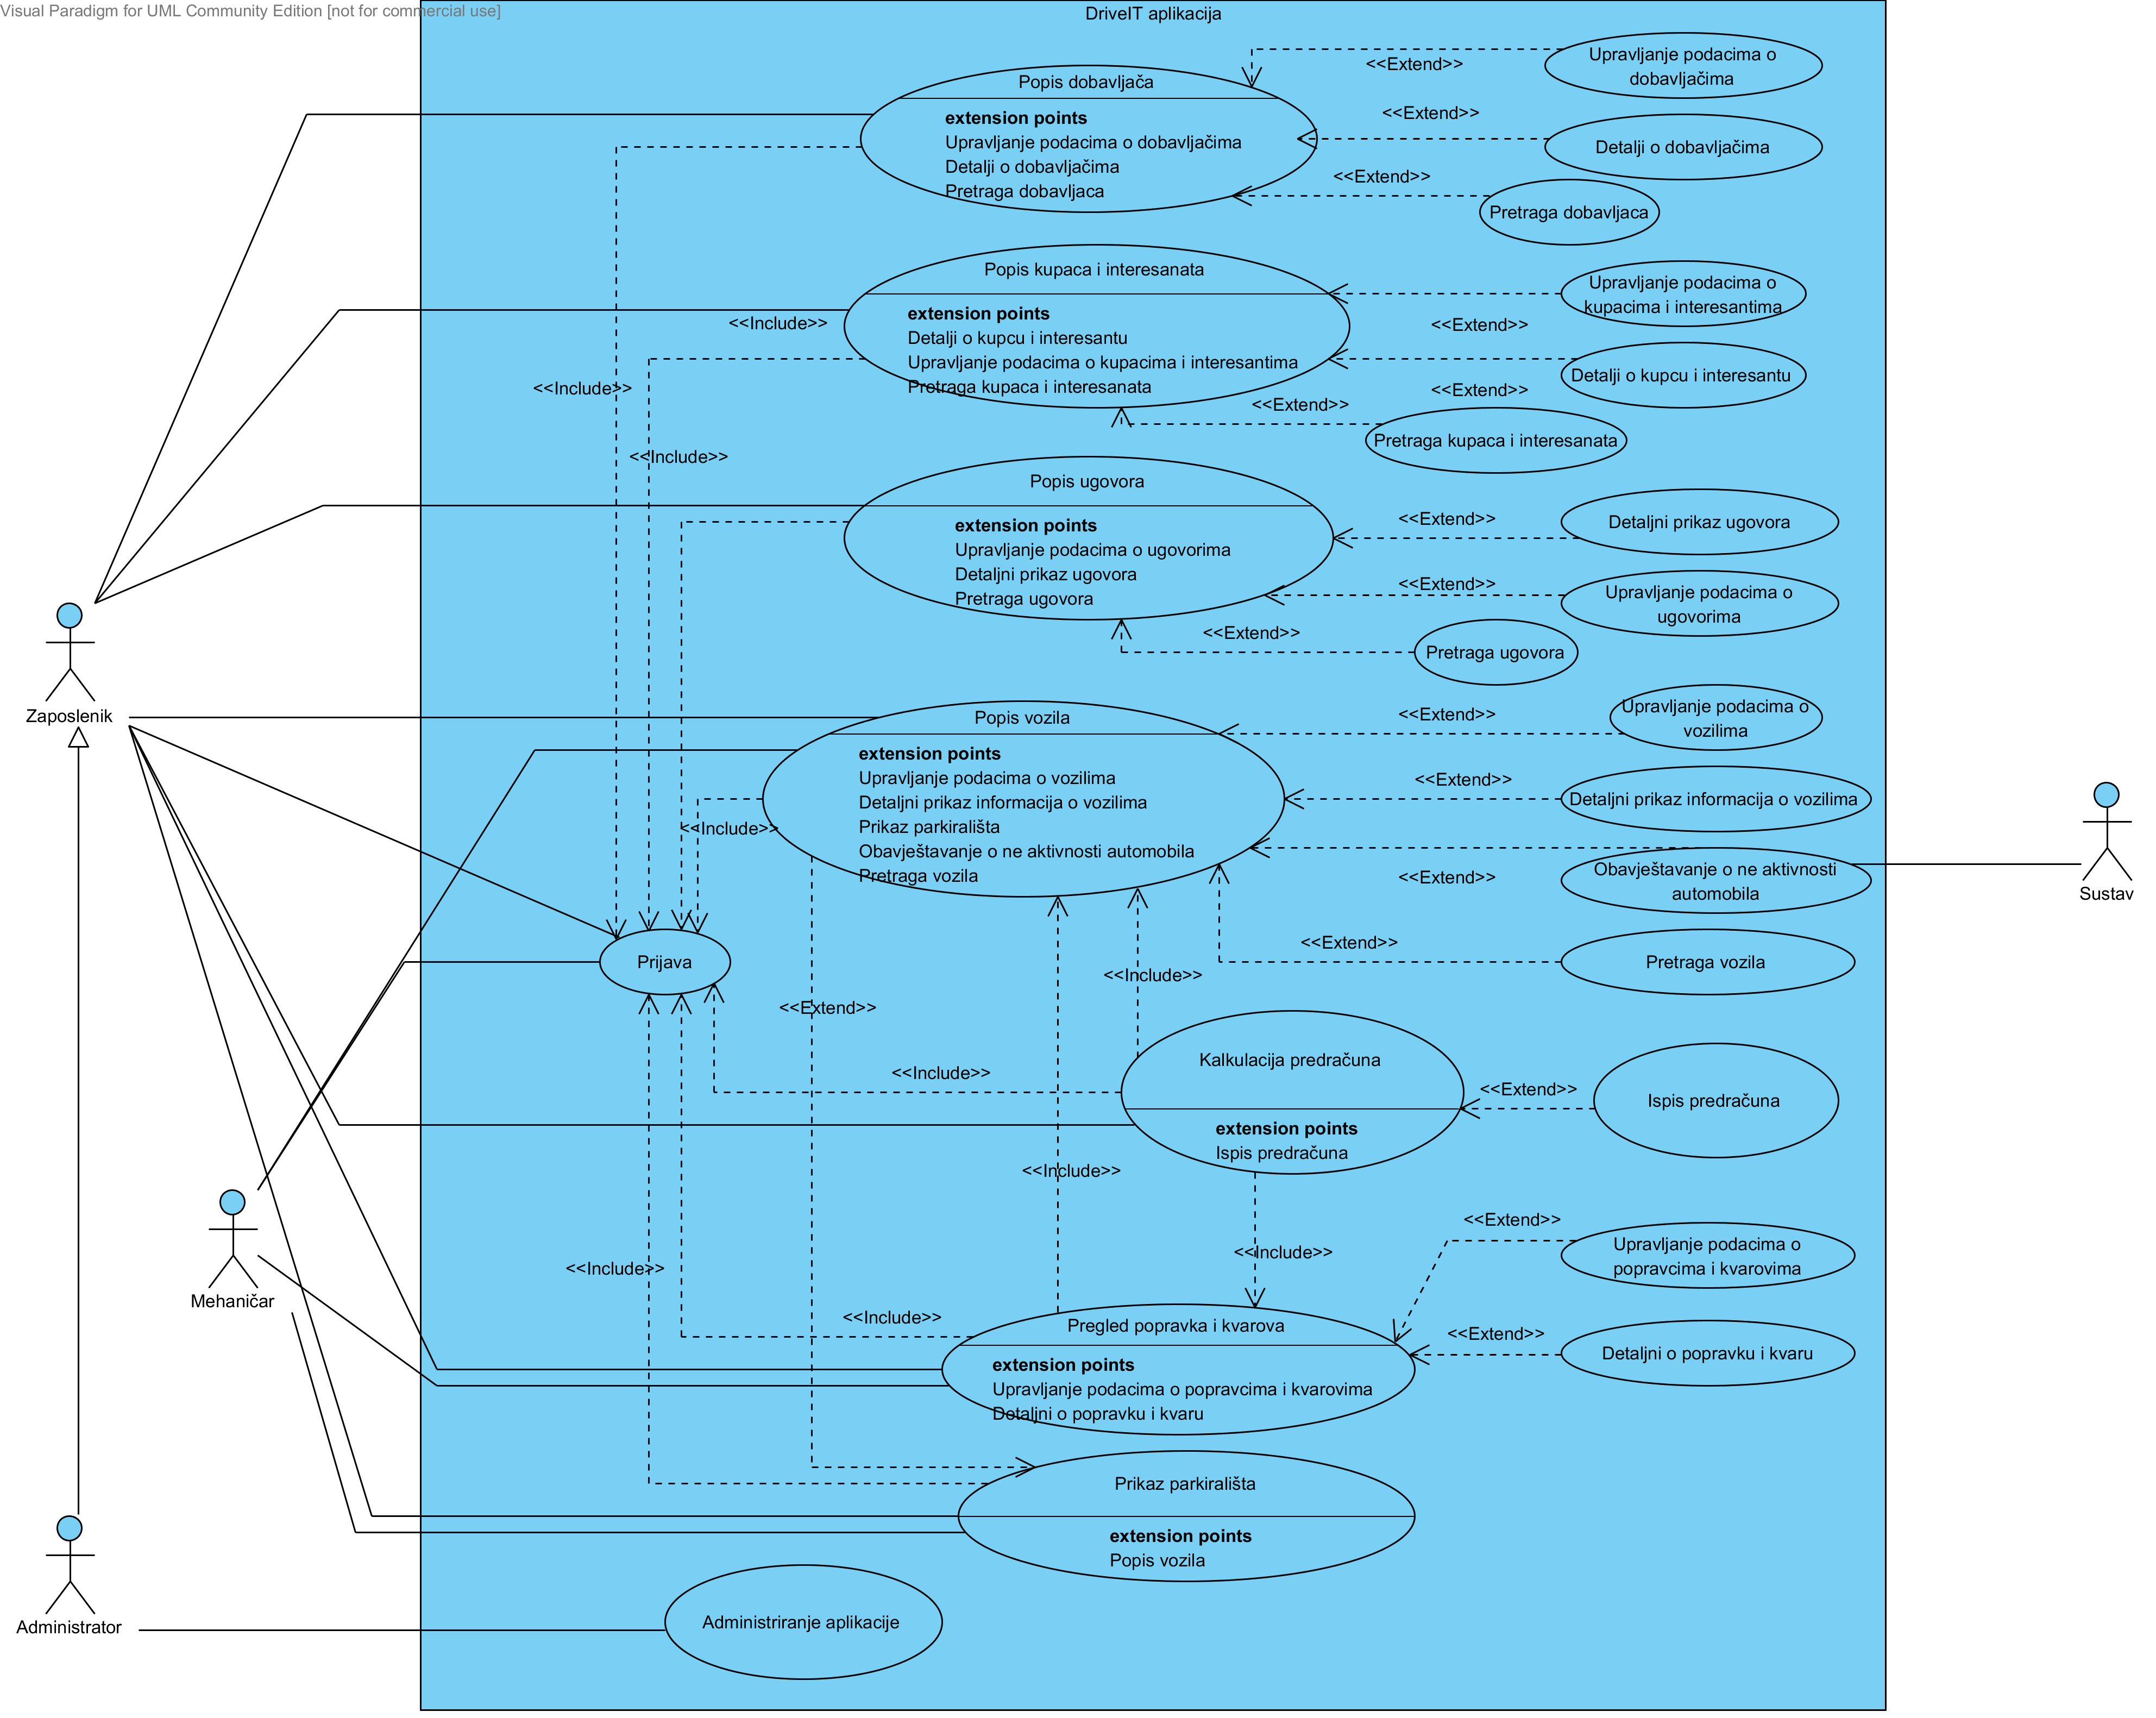 Visual Paradigm for UML Community Edition [not for commercial use]
DriveIT aplikacija
Popis dobavljača
extension points
Upravljanje podacima o dobavljačima
Detalji o dobavljačima
Pretraga dobavljaca
<<Extend>>
Upravljanje podacima o
dobavljačima
<<Extend>>
Detalji o dobavljačima
<<Extend>>
Pretraga dobavljaca
Popis kupaca i interesanata
extension points
Detalji o kupcu i interesantu
Upravljanje podacima o kupacima i interesantima
Pretraga kupaca i interesanata
<<Include>>
<<Include>>
<<Include>>
Upravljanje podacima o
kupacima i interesantima
<<Extend>>
Detalji o kupcu i interesantu
<<Extend>>
<<Extend>>
Pretraga kupaca i interesanata
Popis ugovora
extension points
Upravljanje podacima o ugovorima
Detaljni prikaz ugovora
Pretraga ugovora
<<Extend>>
Detaljni prikaz ugovora
<<Extend>>
Upravljanje podacima o
ugovorima
<<Extend>>
Pretraga ugovora
Zaposlenik
Popis vozila
extension points
Upravljanje podacima o vozilima
Detaljni prikaz informacija o vozilima
Prikaz parkirališta
Obavještavanje o ne aktivnosti automobila
Pretraga vozila
<<Include>>
<<Extend>>
Upravljanje podacima o
vozilima
<<Extend>>
Detaljni prikaz informacija o vozilima
<<Extend>>
Obavještavanje o ne aktivnosti
automobila
Sustav
<<Extend>>
Pretraga vozila
Prijava
<<Include>>
<<Extend>>
Kalkulacija predračuna
extension points
Ispis predračuna
<<Include>>
<<Extend>>
Ispis predračuna
<<Include>>
<<Include>>
<<Include>>
<<Include>>
Mehaničar
Pregled popravka i kvarova
extension points
Upravljanje podacima o popravcima i kvarovima
Detaljni o popravku i kvaru
<<Extend>>
Upravljanje podacima o
popravcima i kvarovima
<<Extend>>
Detaljni o popravku i kvaru
Prikaz parkirališta
extension points
Popis vozila
Administriranje aplikacije
Administrator